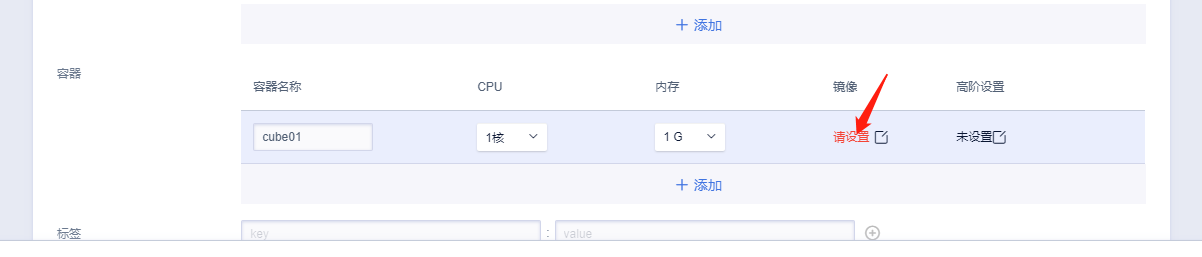 添加
容器
容器名称 CPU 内存 镜像 高阶设置
cube01 1核 1 G 请设置 未设置
添加
标签 key : value